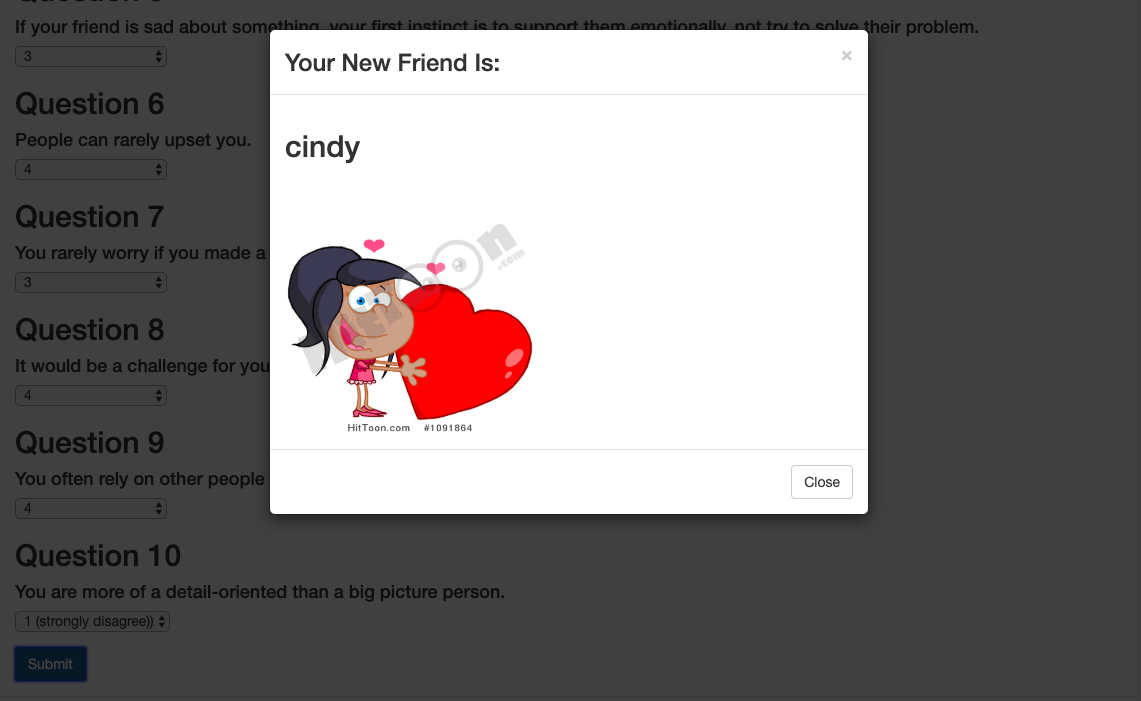 If your friend is sad about something, your first instinct is to support them emotionally, not try to solve their problem.
3
Your New Friend Is:
×
Question 6
People can rarely upset you.
4
cindy
Question 7
You rarely worry if you made a
3
.com
Question 8
It would be a challenge for you
4
HitToon.com #1091864
Question 9
You often rely on other people
4
Close
Question 10
You are more of a detail-oriented than a big picture person.
1 (strongly disagree))
Submit